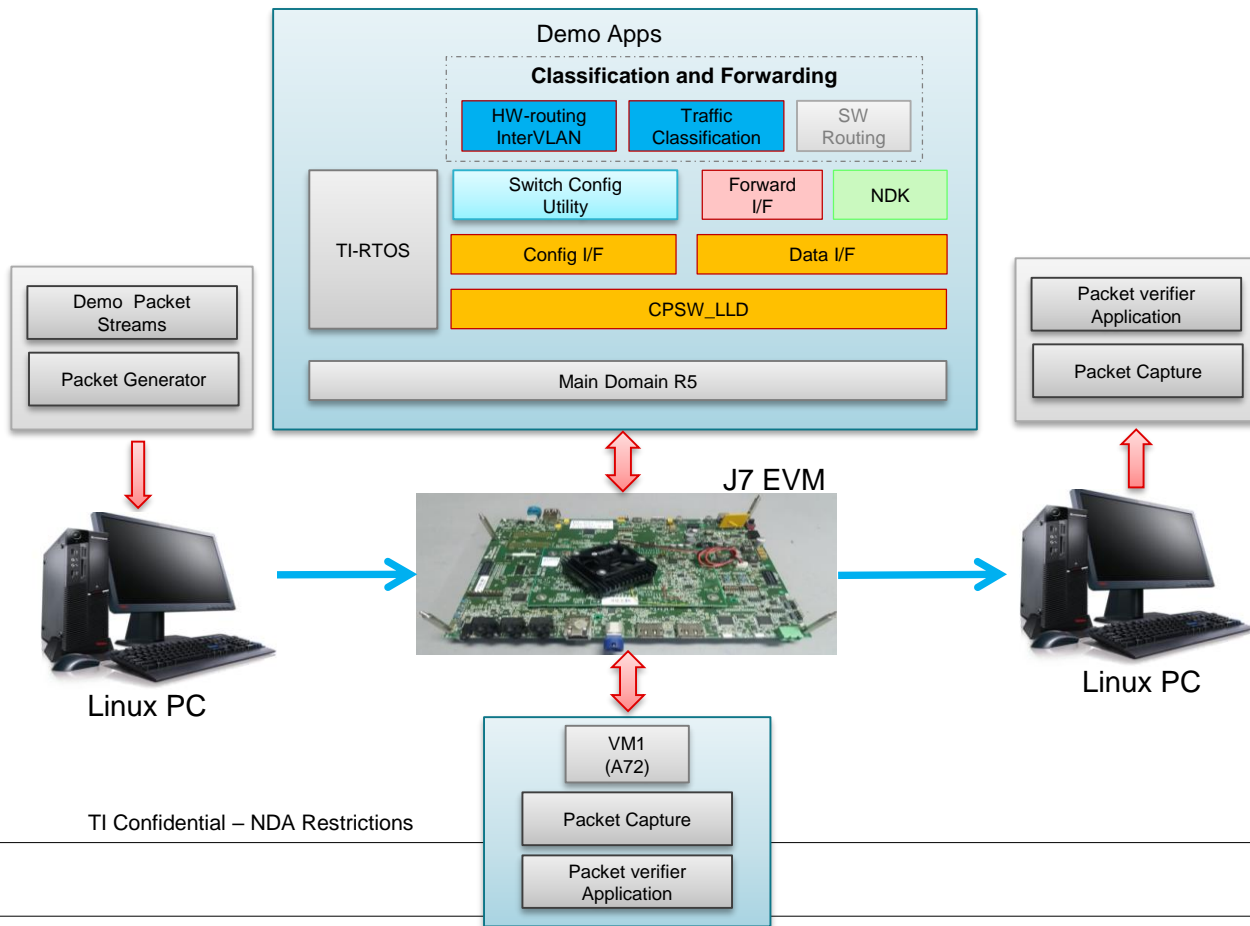 Demo Apps
Classification and Forwarding
HW-routing
InterVLAN
Traffic
Classification
SW
Routing
TI-RTOS
Switch Config
Utility
Forward
I/F
NDK
Config I/F
Data I/F
CPSW_LLD
Main Domain R5
Demo Packet
Streams
Packet Generator
Packet verifier
Application
Packet Capture
J7 EVM
Linux PC
Linux PC
VM1
(A72)
Packet Capture
Packet verifier
Application
TI Confidential – NDA Restrictions